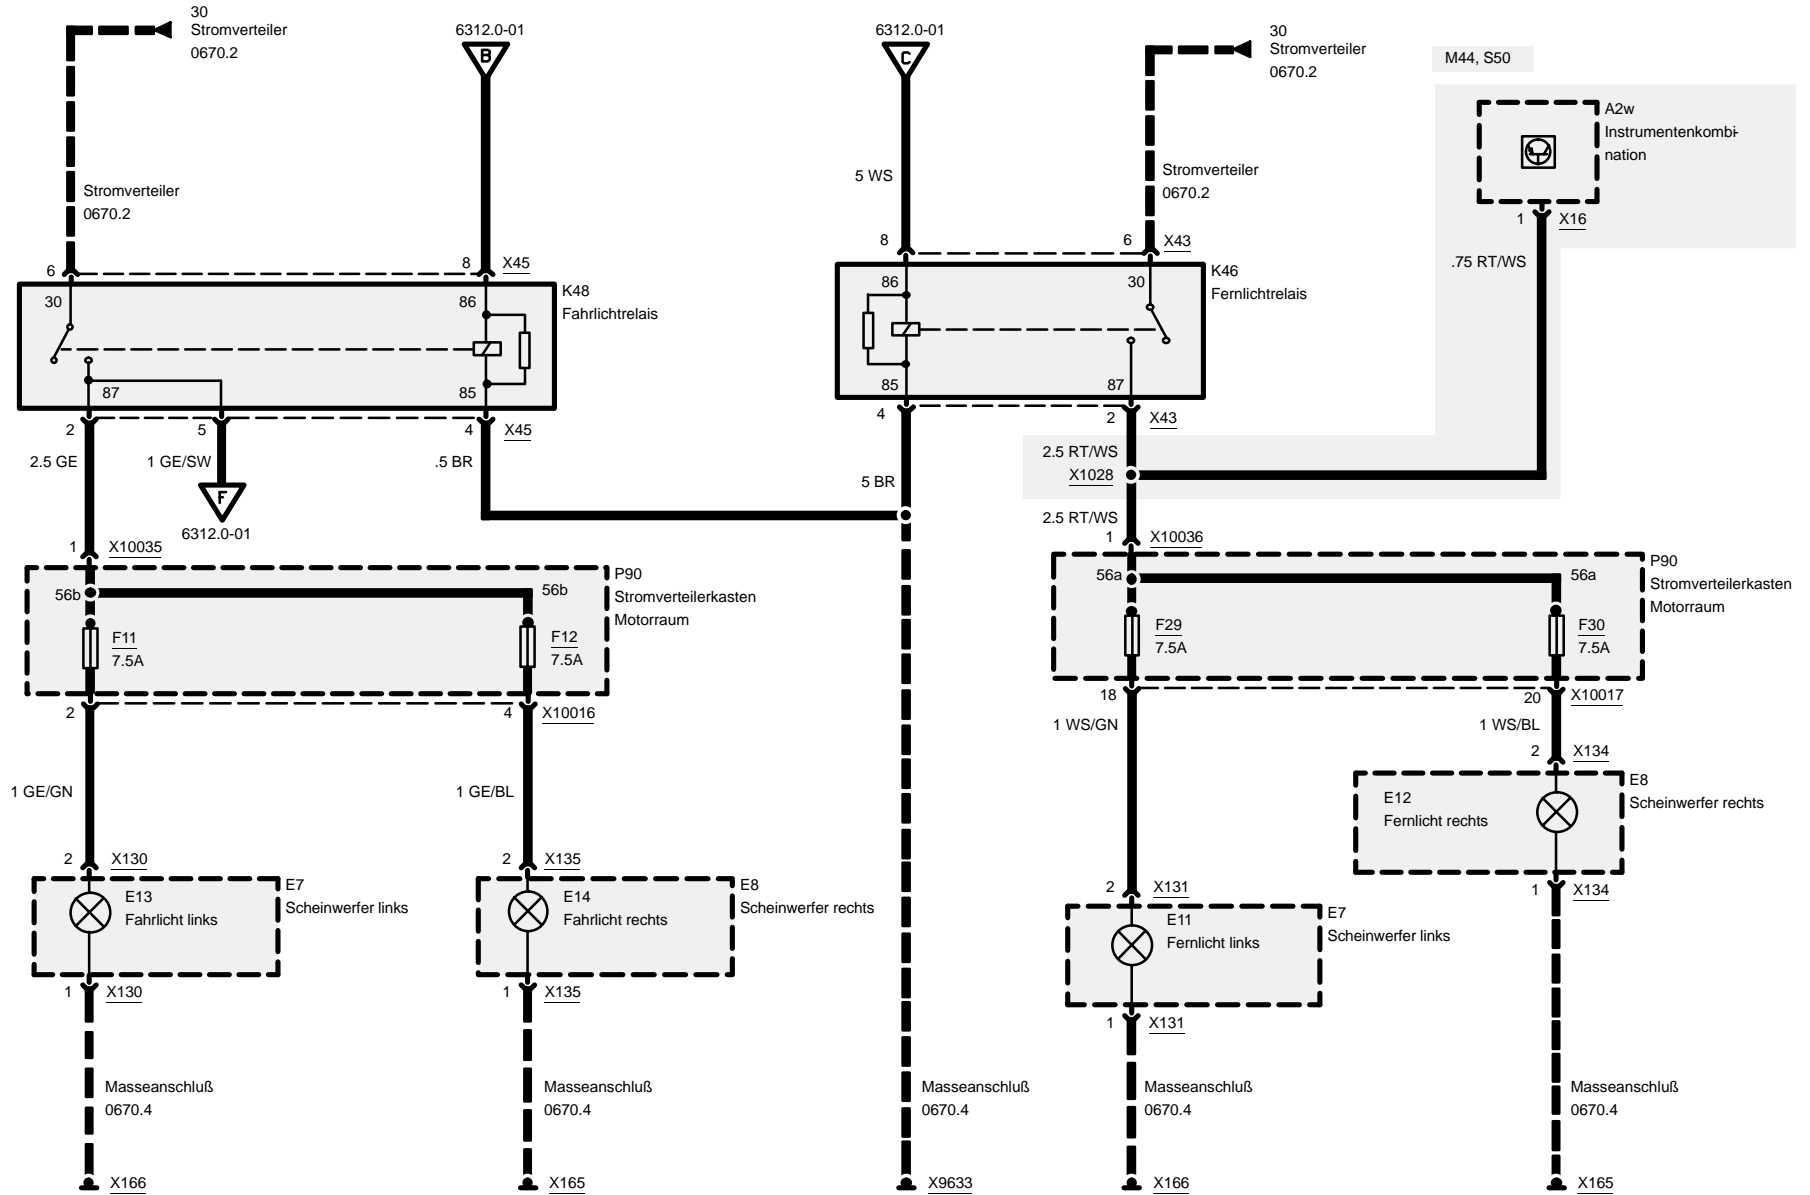 30
Stromverteiler
0670.2
6312.0-01
B
6312.0-01
C
30
Stromverteiler
0670.2
M44, S50
A2w
Instrumentenkombi-
nation
1 X16
.75 RT/WS
Stromverteiler
0670.2
5 WS
Stromverteiler
0670.2
6
8 X45
8
6 X43
K48
Fahrlichtrelais
30
86
87
85
K46
Fernlichtrelais
86
30
85
87
2
5
4 X45
4
2 X43
2.5 GE
1 GE/SW
.5 BR
F
6312.0-01
5 BR
2.5 RT/WS
X1028
2.5 RT/WS
1 X10035
1 X10036
P90
Stromverteilerkasten
Motorraum
56b
56b
F11
7.5A
F12
7.5A
P90
Stromverteilerkasten
Motorraum
56a
56a
F29
7.5A
F30
7.5A
2
4 X10016
18
20 X10017
1 WS/GN
1 WS/BL
2 X134
1 GE/GN
1 GE/BL
E12
Fernlicht rechts
E8
Scheinwerfer rechts
1 X134
2 X130
2 X135
2 X131
E13
Fahrlicht links
E7
Scheinwerfer links
E14
Fahrlicht rechts
E8
Scheinwerfer rechts
E11
Fernlicht links
E7
Scheinwerfer links
1 X130
1 X135
1 X131
Masseanschluß
0670.4
Masseanschluß
0670.4
Masseanschluß
0670.4
Masseanschluß
0670.4
Masseanschluß
0670.4
X166
X165
X9633
X166
X165